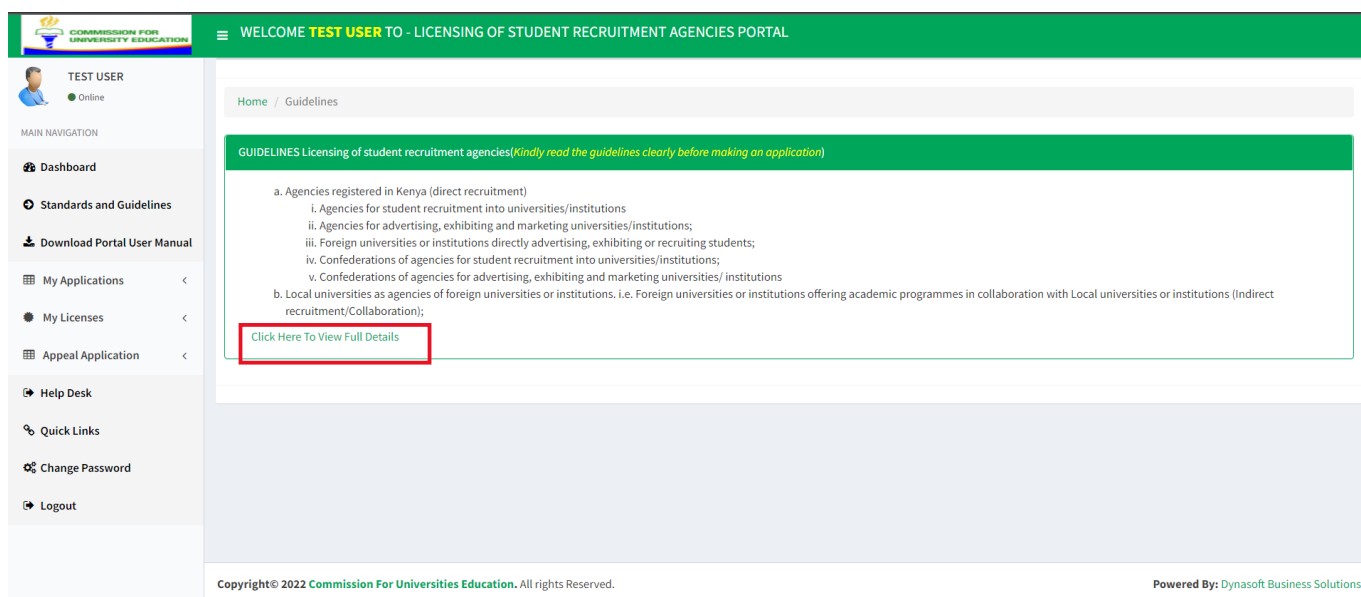 COMMISSION FOR
UNIVERSITY EDUCATION
WELCOME TEST USER TO - LICENSING OF STUDENT RECRUITMENT AGENCIES PORTAL
TEST USER
Online
MAIN NAVIGATION
Dashboard
Standards and Guidelines
Download Portal User Manual
My Applications <
My Licenses <
Appeal Application <
Help Desk
Quick Links
Change Password
Logout
Home / Guidelines
GUIDELINES Licensing of student recruitment agencies(Kindly read the guidelines clearly before making an application)
a. Agencies registered in Kenya (direct recruitment)
i. Agencies for student recruitment into universities/institutions
ii. Agencies for advertising, exhibiting and marketing universities/institutions;
iii. Foreign universities or institutions directly advertising, exhibiting or recruiting students;
iv. Confederations of agencies for student recruitment into universities/institutions;
v. Confederations of agencies for advertising, exhibiting and marketing universities/ institutions
b. Local universities as agencies of foreign universities or institutions. i.e. Foreign universities or institutions offering academic programmes in collaboration with Local universities or institutions (Indirect
recruitment/Collaboration);
Click Here To View Full Details
Copyright© 2022 Commission For Universities Education. All rights Reserved.
Powered By: Dynasoft Business Solutions